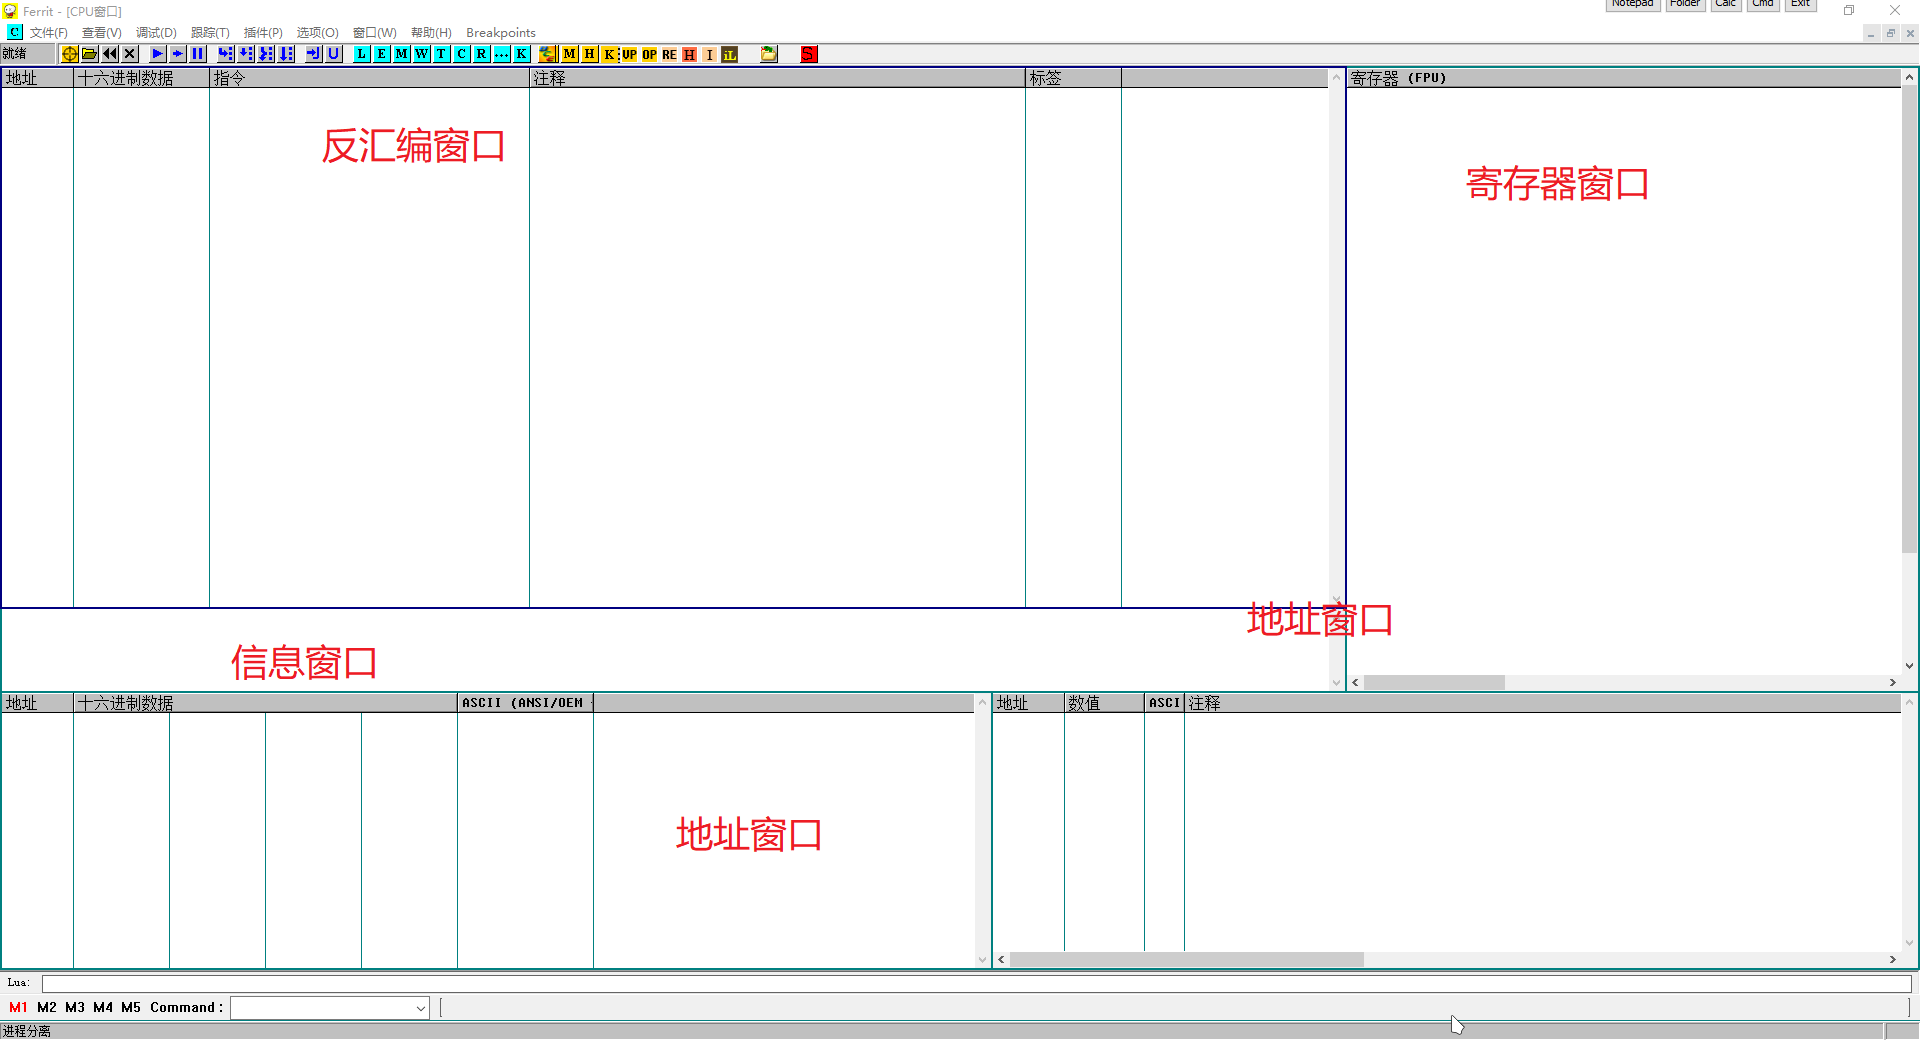 Ferrit - [CPU窗口]
Notepad Folder Calc Cmd Exit
C 文件(F) 查看(V) 调试(D) 跟踪(T) 插件(P) 选项(O) 窗口(W) 帮助(H) Breakpoints
就绪 U L E M W T C R ... K M H K UP OP RE H I iL S
地址 十六进制数据 指令 注释 标签 寄存器 (FPU)
反汇编窗口
寄存器窗口
地址窗口
信息窗口
地址 十六进制数据 ASCII (ANSI/OEM 地址 数值 ASCI 注释
地址窗口
Lua:
M1 M2 M3 M4 M5 Command: [ ]
进程分离